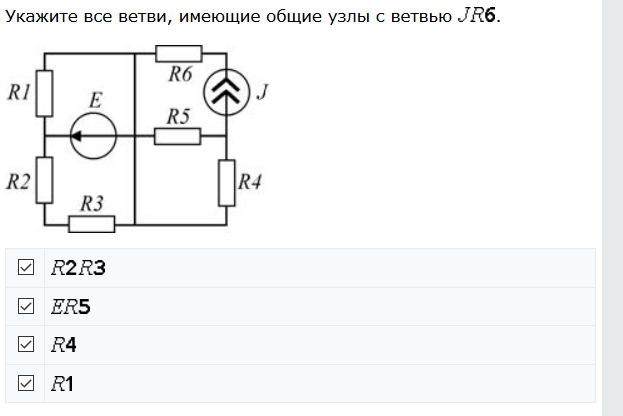 Укажите все ветви, имеющие общие узлы с ветвью JR6.
R6
R1
E
J
R5
R2
R4
R3
R2R3
ER5
R4
R1